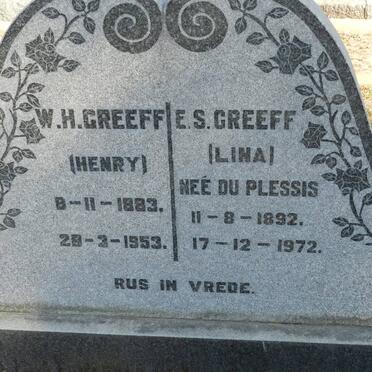 W.H. GREEFF
(HENRY)
8-11-1883.
28-3-1953.
E.S. GREEFF
(LINA)
NEÉ DU PLESSIS
11-8-1892.
17-12-1972.
RUS IN VREDE.